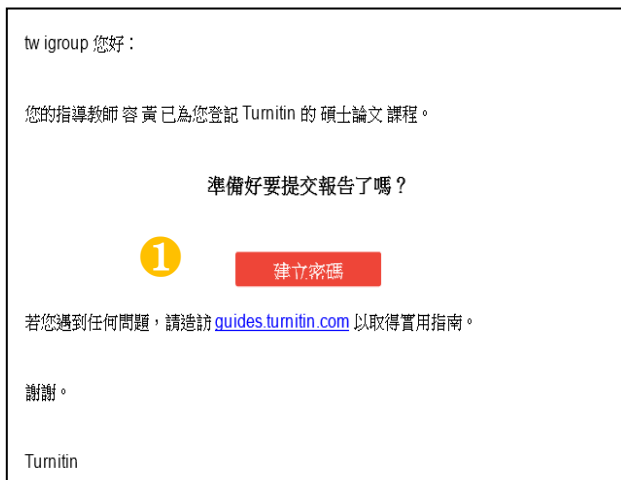 tw igroup 您好：
您的指導教師 容 黃 已為您登記 Turnitin 的 碩士論文 課程。
準備好要提交報告了嗎？
1
建立密碼
若您遇到任何問題，請造訪 guides.turnitin.com 以取得實用指南。
謝謝。
Turnitin